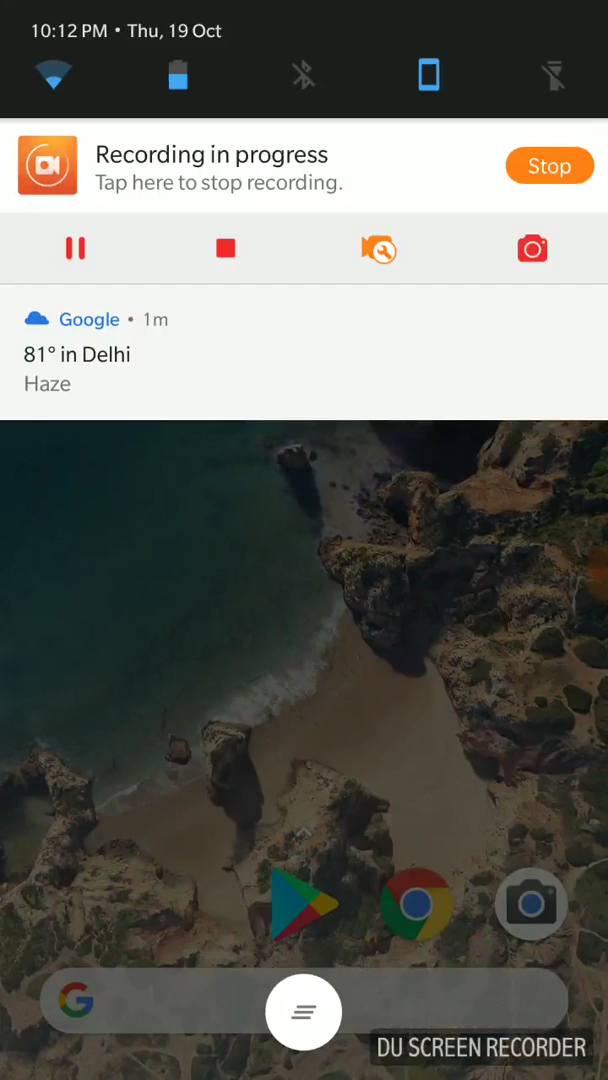 10:12 PM • Thu, 19 Oct
Recording in progress
Tap here to stop recording.
Stop
Google • 1m
81° in Delhi
Haze
G
DU SCREEN RECORDER